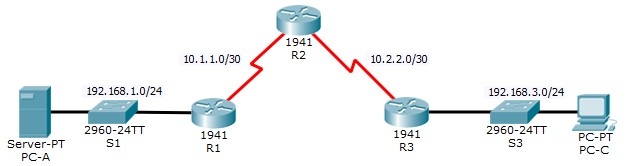 1941
R2
10.1.1.0/30
10.2.2.0/30
192.168.1.0/24
192.168.3.0/24
Server-PT
PC-A
2960-24TT
S1
1941
R1
1941
R3
2960-24TT
S3
PC-PT
PC-C